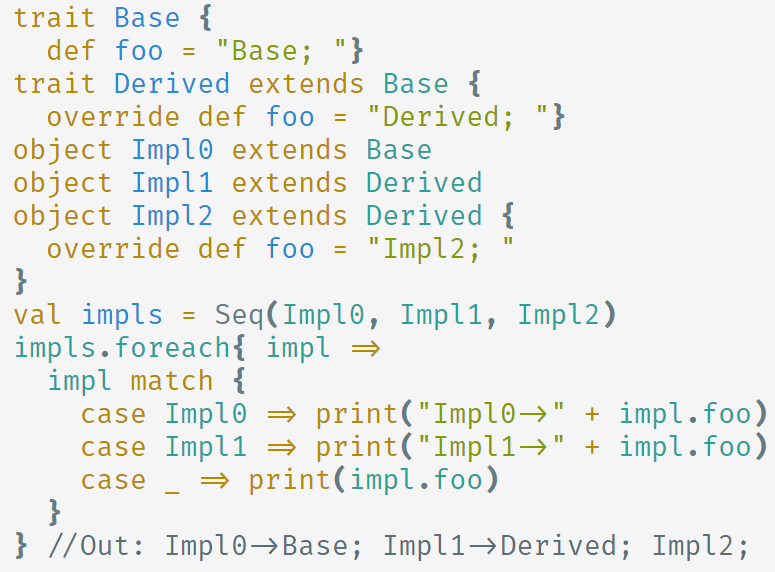 trait Base {
  def foo = "Base; "}
trait Derived extends Base {
  override def foo = "Derived; "}
object Impl0 extends Base
object Impl1 extends Derived
object Impl2 extends Derived {
  override def foo = "Impl2; "
}
val impls = Seq(Impl0, Impl1, Impl2)
impls.foreach{ impl =>
  impl match {
    case Impl0 => print("Impl0->" + impl.foo)
    case Impl1 => print("Impl1->" + impl.foo)
    case _ => print(impl.foo)
  }
} //Out: Impl0->Base; Impl1->Derived; Impl2;